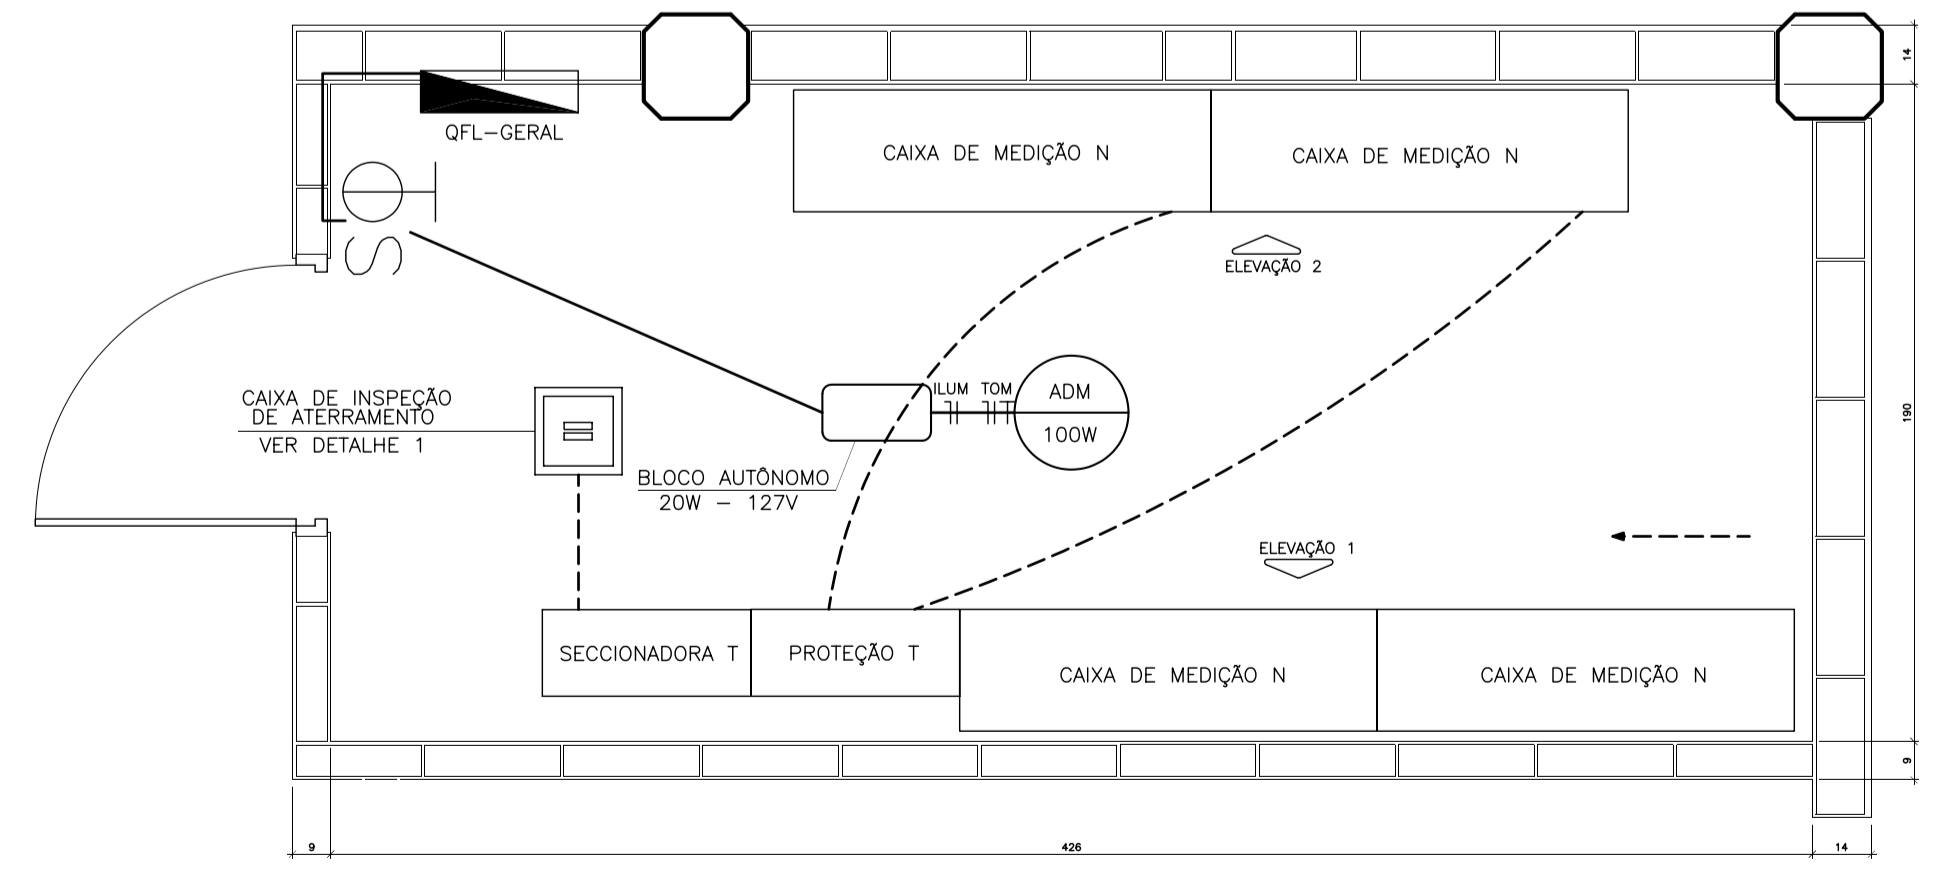 14
QFL-GERAL
CAIXA DE MEDIÇÃO N
CAIXA DE MEDIÇÃO N
S
ELEVAÇÃO 2
CAIXA DE INSPEÇÃO
DE ATERRAMENTO
VER DETALHE 1
ILUM TOM
ADM
100W
190
BLOCO AUTÔNOMO
20W - 127V
ELEVAÇÃO 1
SECCIONADORA T
PROTEÇÃO T
CAIXA DE MEDIÇÃO N
CAIXA DE MEDIÇÃO N
9
9
426
14